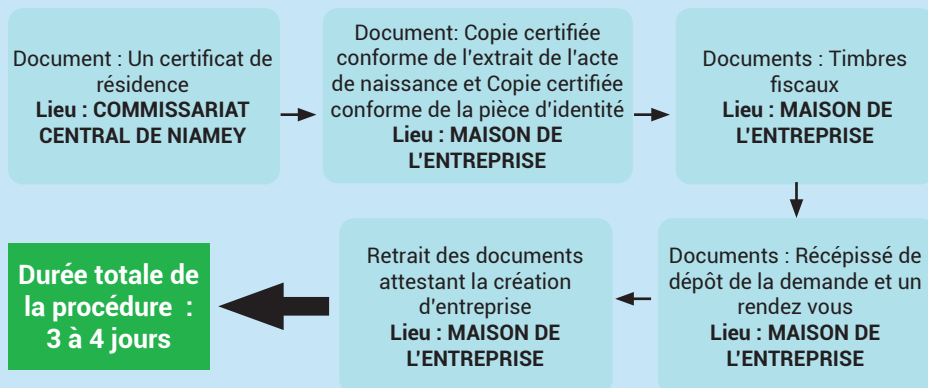 Document : Un certificat de
résidence
Lieu : COMMISSARIAT
CENTRAL DE NIAMEY
Document: Copie certifiée
conforme de l'extrait de l'acte
de naissance et Copie certifiée
conforme de la pièce d'identité
Lieu : MAISON DE
L'ENTREPRISE
Documents : Timbres
fiscaux
Lieu : MAISON DE
L'ENTREPRISE
Documents : Récépissé de
dépôt de la demande et un
rendez vous
Lieu : MAISON DE
L'ENTREPRISE
Retrait des documents
attestant la création
d'entreprise
Lieu : MAISON DE
L'ENTREPRISE
Durée totale de
la procédure :
3 à 4 jours